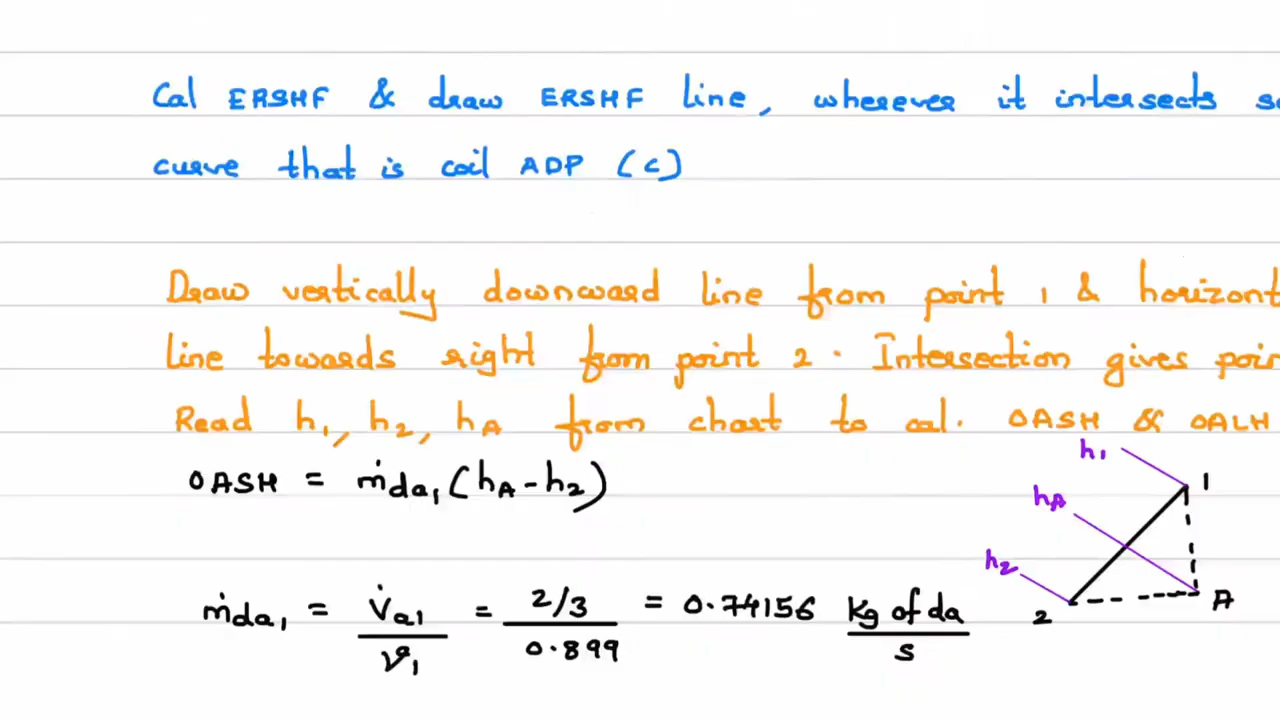 Cal ERSHF & draw ERSHF line, wherever it intersects
curve that is coil ADP (c)
Draw vertically downward line from point 1 & horizont
line towards right from point 2. Intersection gives
Read h₁, h₂, hA from chart to cal. OASH & OALH
h₁
1
OASH = ṁda₁ (hA - h₂)
hA
h₂
ṁda₁ = V̇a1 / v₁ = 2/3 / 0.899 = 0.74156 Kg of da / s
2
A